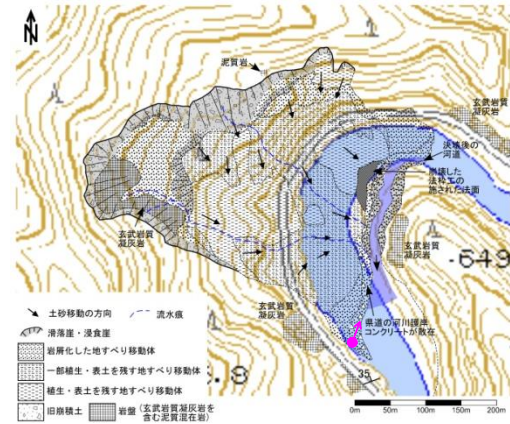 N
泥質岩
玄武岩質
凝灰岩
決壊後の
河道
崩壊した
法枠工の
施された法面
玄武岩質
凝灰岩
-649
玄武岩質
凝灰岩
玄武岩質
凝灰岩
県道の河川護岸
コンクリートが散在
35
土砂移動の方向
流水痕
滑落崖・浸食崖
岩屑化した地すべり移動体
一部植生・表土を残す地すべり移動体
植生・表土を残す地すべり移動体
旧崩積土
岩盤(玄武岩質凝灰岩を
含む泥質混在岩)
0m 50m 100m 150m 200m